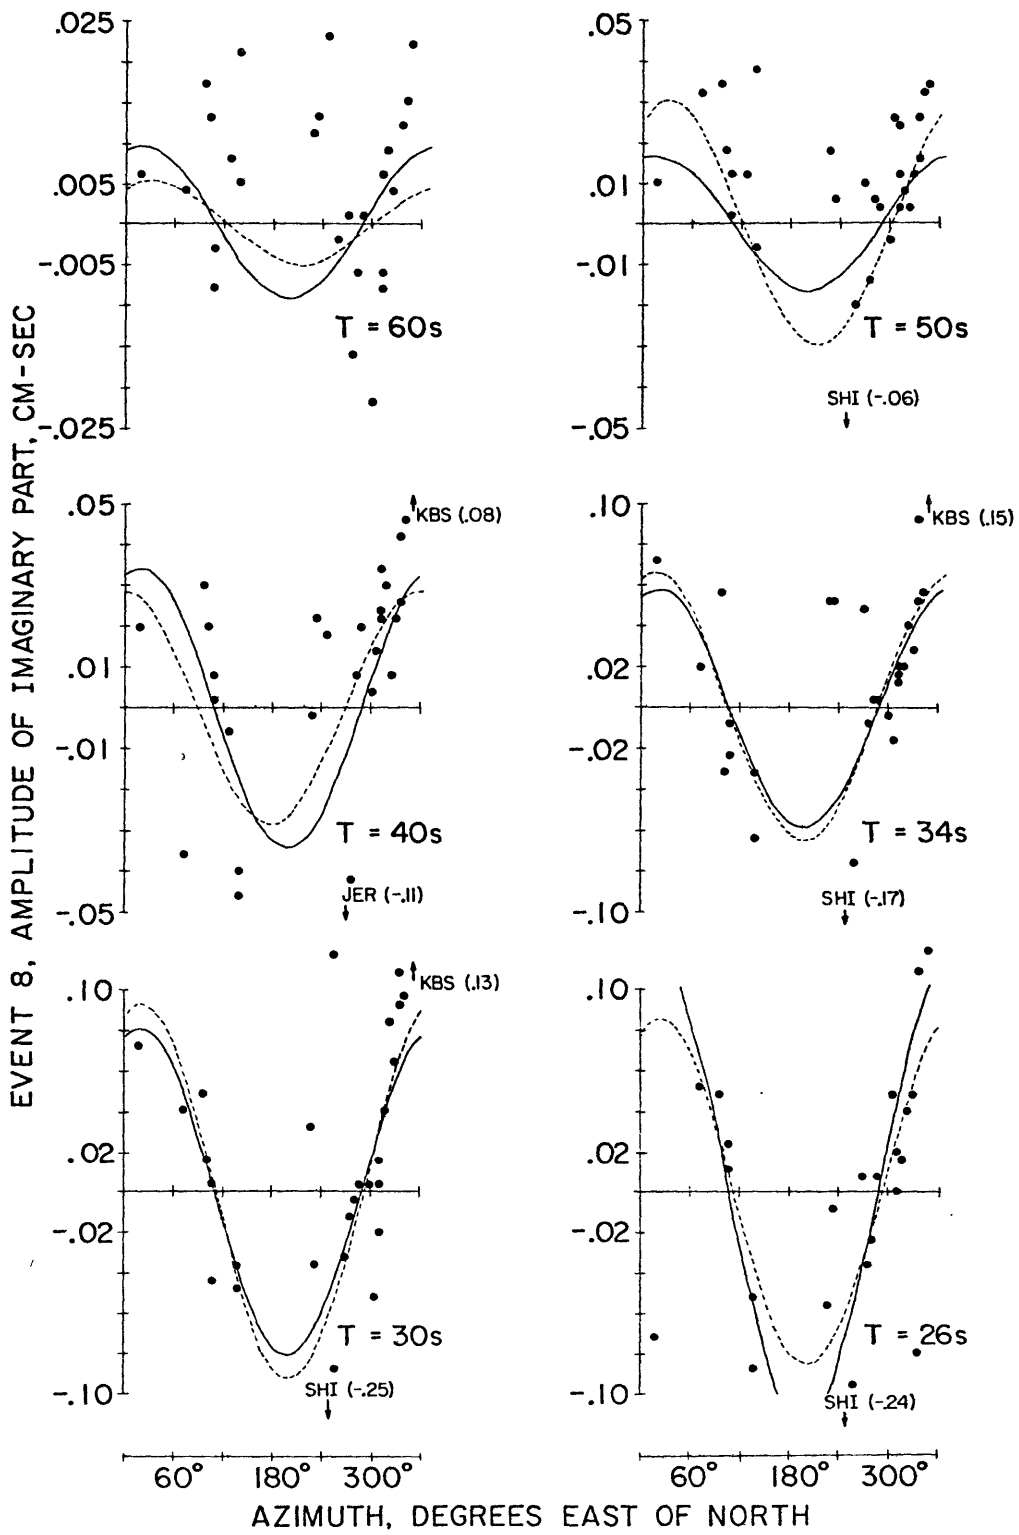 EVENT 8, AMPLITUDE OF IMAGINARY PART, CM-SEC
.025
.005
-.005
-.025
T = 60s
.05
.01
-.01
-.05
T = 50s
SHI (-.06)
.05
.01
-.01
-.05
KBS (.08)
T = 40s
JER (-.11)
.10
.02
-.02
-.10
KBS (.15)
T = 34s
SHI (-.17)
.10
.02
-.02
-.10
KBS (.13)
T = 30s
SHI (-.25)
.10
.02
-.02
-.10
T = 26s
SHI (-.24)
60° 180° 300° 60° 180° 300°
AZIMUTH, DEGREES EAST OF NORTH